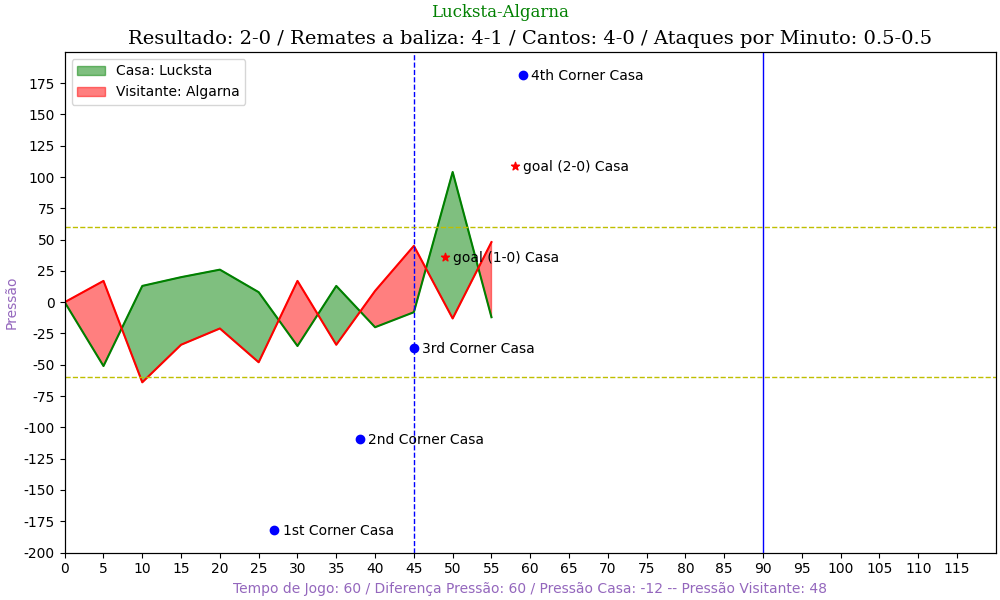 Lucksta-Algarna
Resultado: 2-0 / Remates a baliza: 4-1 / Cantos: 4-0 / Ataques por Minuto: 0.5-0.5
Casa: Lucksta
Visitante: Algarna
4th Corner Casa
goal (2-0) Casa
goal (1-0) Casa
3rd Corner Casa
2nd Corner Casa
1st Corner Casa
Pressão
175
150
125
100
75
50
25
0
-25
-50
-75
-100
-125
-150
-175
-200
0 5 10 15 20 25 30 35 40 45 50 55 60 65 70 75 80 85 90 95 100 105 110 115
Tempo de Jogo: 60 / Diferença Pressão: 60 / Pressão Casa: -12 -- Pressão Visitante: 48